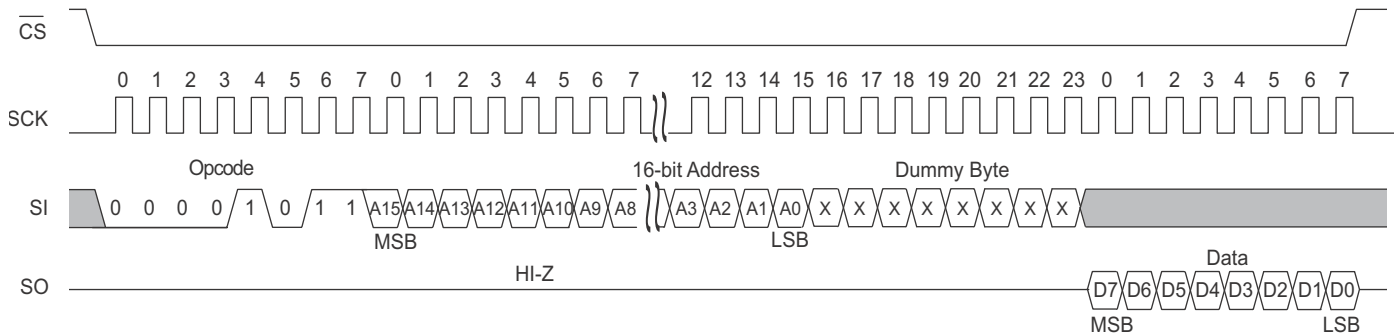 CS
0 1 2 3 4 5 6 7 0 1 2 3 4 5 6 7 12 13 14 15 16 17 18 19 20 21 22 23 0 1 2 3 4 5 6 7
SCK
Opcode 16-bit Address Dummy Byte
SI 0 0 0 0 1 0 1 1 A15 A14 A13 A12 A11 A10 A9 A8 A3 A2 A1 A0 X X X X X X X X
MSB LSB
HI-Z Data
SO D7 D6 D5 D4 D3 D2 D1 D0
MSB LSB